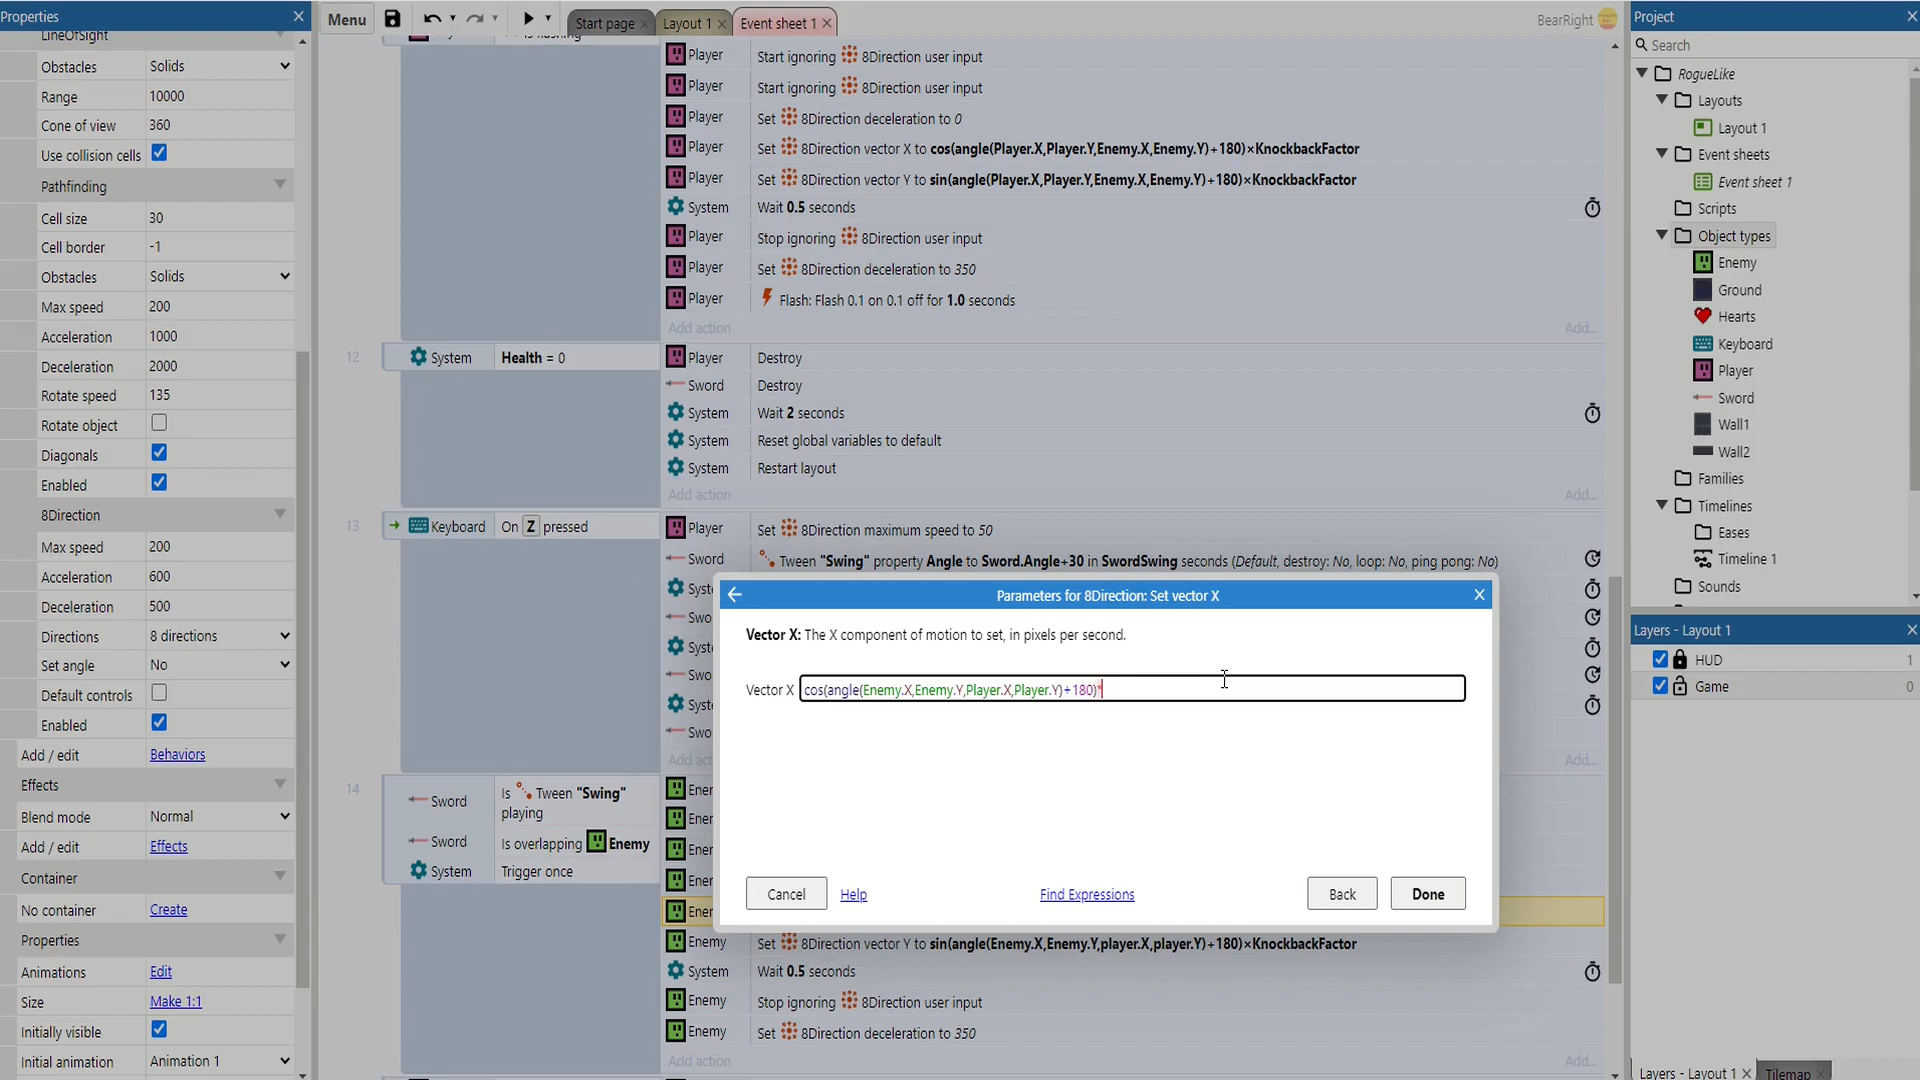 Properties
LineOfSight
Obstacles Solids
Range 10000
Cone of view 360
Use collision cells
Pathfinding
Cell size 30
Cell border -1
Obstacles Solids
Max speed 200
Acceleration 1000
Deceleration 2000
Rotate speed 135
Rotate object
Diagonals
Enabled
8Direction
Max speed 200
Acceleration 600
Deceleration 500
Directions 8 directions
Set angle No
Default controls
Enabled
Add / edit Behaviors
Effects
Blend mode Normal
Add / edit Effects
Container
No container Create
Properties
Animations Edit
Size Make 1:1
Initially visible
Initial animation Animation 1
Menu
Start page
Layout 1
Event sheet 1
BearRight
is flashing
Player Start ignoring 8Direction user input
Player Start ignoring 8Direction user input
Player Set 8Direction deceleration to 0
Player Set 8Direction vector X to cos(angle(Player.X,Player.Y,Enemy.X,Enemy.Y)+180)×KnockbackFactor
Player Set 8Direction vector Y to sin(angle(Player.X,Player.Y,Enemy.X,Enemy.Y)+180)×KnockbackFactor
System Wait 0.5 seconds
Player Stop ignoring 8Direction user input
Player Set 8Direction deceleration to 350
Player Flash: Flash 0.1 on 0.1 off for 1.0 seconds
Add action Add...
12 System Health = 0 Player Destroy
Sword Destroy
System Wait 2 seconds
System Reset global variables to default
System Restart layout
Add action Add...
13 Keyboard On Z pressed Player Set 8Direction maximum speed to 50
Sword Tween "Swing" property Angle to Sword.Angle+30 in SwordSwing seconds (Default, destroy: No, loop: No, ping pong: No)
Syst
Swo
Syst
Swo
Syst
Swo
Add a Add...
14 Sword Is Tween "Swing" playing
Sword Is overlapping Enemy
System Trigger once
Ener
Ener
Ener
Ener
Ener
Parameters for 8Direction: Set vector X
Vector X: The X component of motion to set, in pixels per second.
Vector X cos(angle(Enemy.X,Enemy.Y,Player.X,Player.Y)+180)*
Cancel Help Find Expressions Back Done
Enemy Set 8Direction vector Y to sin(angle(Enemy.X,Enemy.Y,player.X,player.Y)+180)×KnockbackFactor
System Wait 0.5 seconds
Enemy Stop ignoring 8Direction user input
Enemy Set 8Direction deceleration to 350
Add action Add...
Project
Search
RogueLike
Layouts
Layout 1
Event sheets
Event sheet 1
Scripts
Object types
Enemy
Ground
Hearts
Keyboard
Player
Sword
Wall1
Wall2
Families
Timelines
Eases
Timeline 1
Sounds
Layers - Layout 1
HUD 1
Game 0
Layers - Layout 1 Tilemap